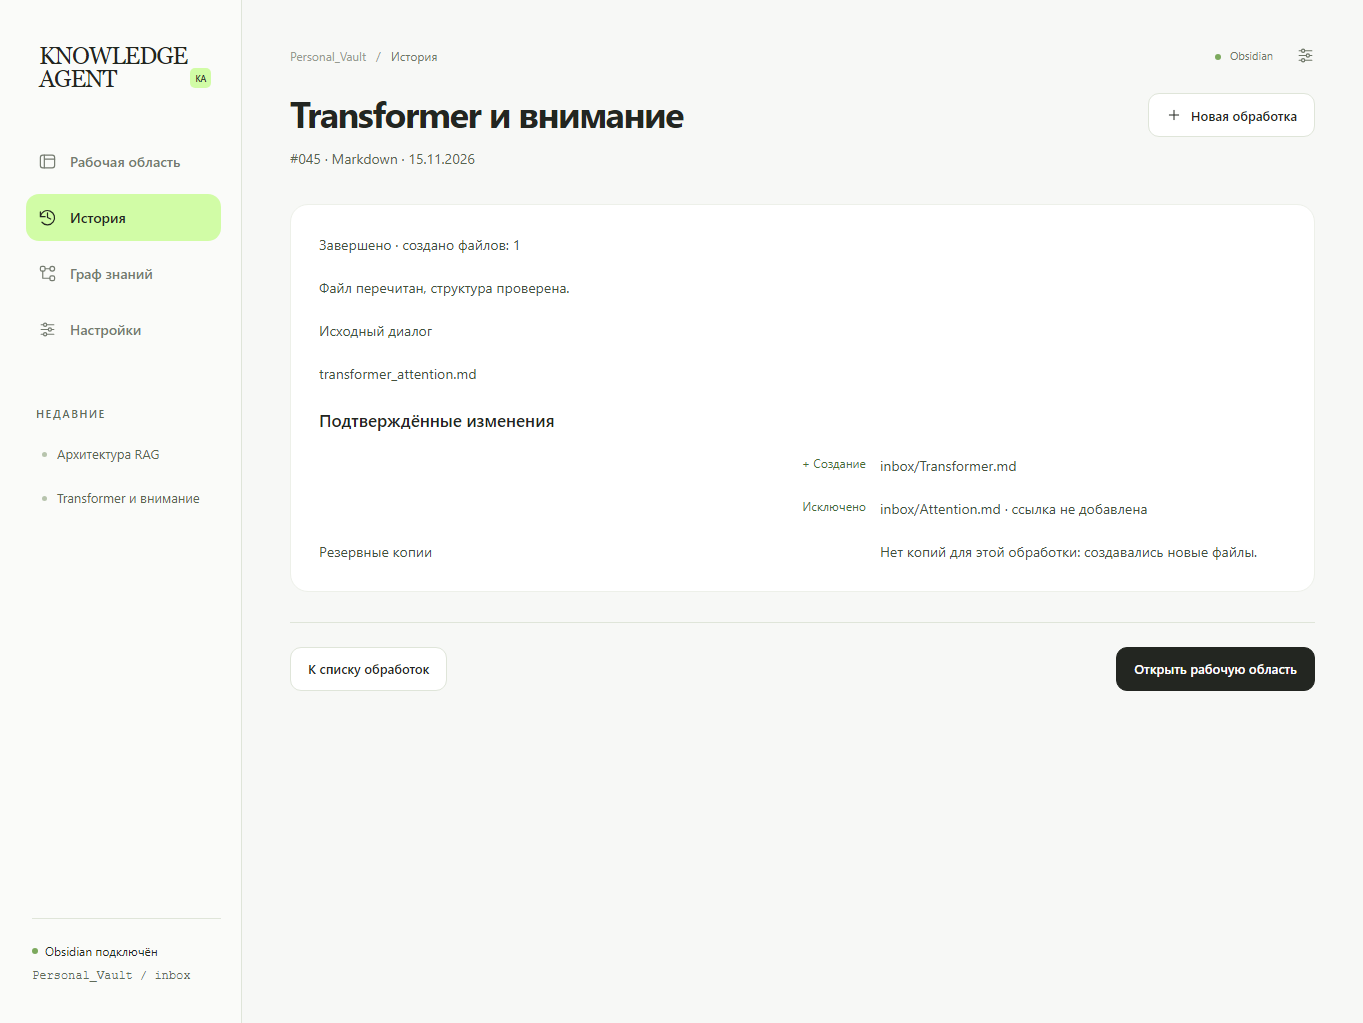 KNOWLEDGE
AGENT
KA
Рабочая область
История
Граф знаний
Настройки
НЕДАВНИЕ
Архитектура RAG
Transformer и внимание
Obsidian подключён
Personal_Vault / inbox
Personal_Vault / История
Obsidian
Transformer и внимание
+ Новая обработка
#045 · Markdown · 15.11.2026
Завершено · создано файлов: 1
Файл перечитан, структура проверена.
Исходный диалог
transformer_attention.md
Подтверждённые изменения
+ Создание inbox/Transformer.md
Исключено inbox/Attention.md · ссылка не добавлена
Резервные копии Нет копий для этой обработки: создавались новые файлы.
К списку обработок
Открыть рабочую область